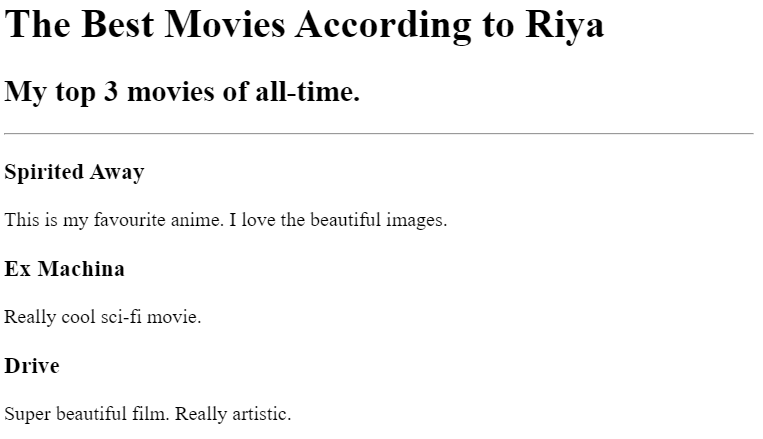 The Best Movies According to Riya
My top 3 movies of all-time.
Spirited Away
This is my favourite anime. I love the beautiful images.
Ex Machina
Really cool sci-fi movie.
Drive
Super beautiful film. Really artistic.